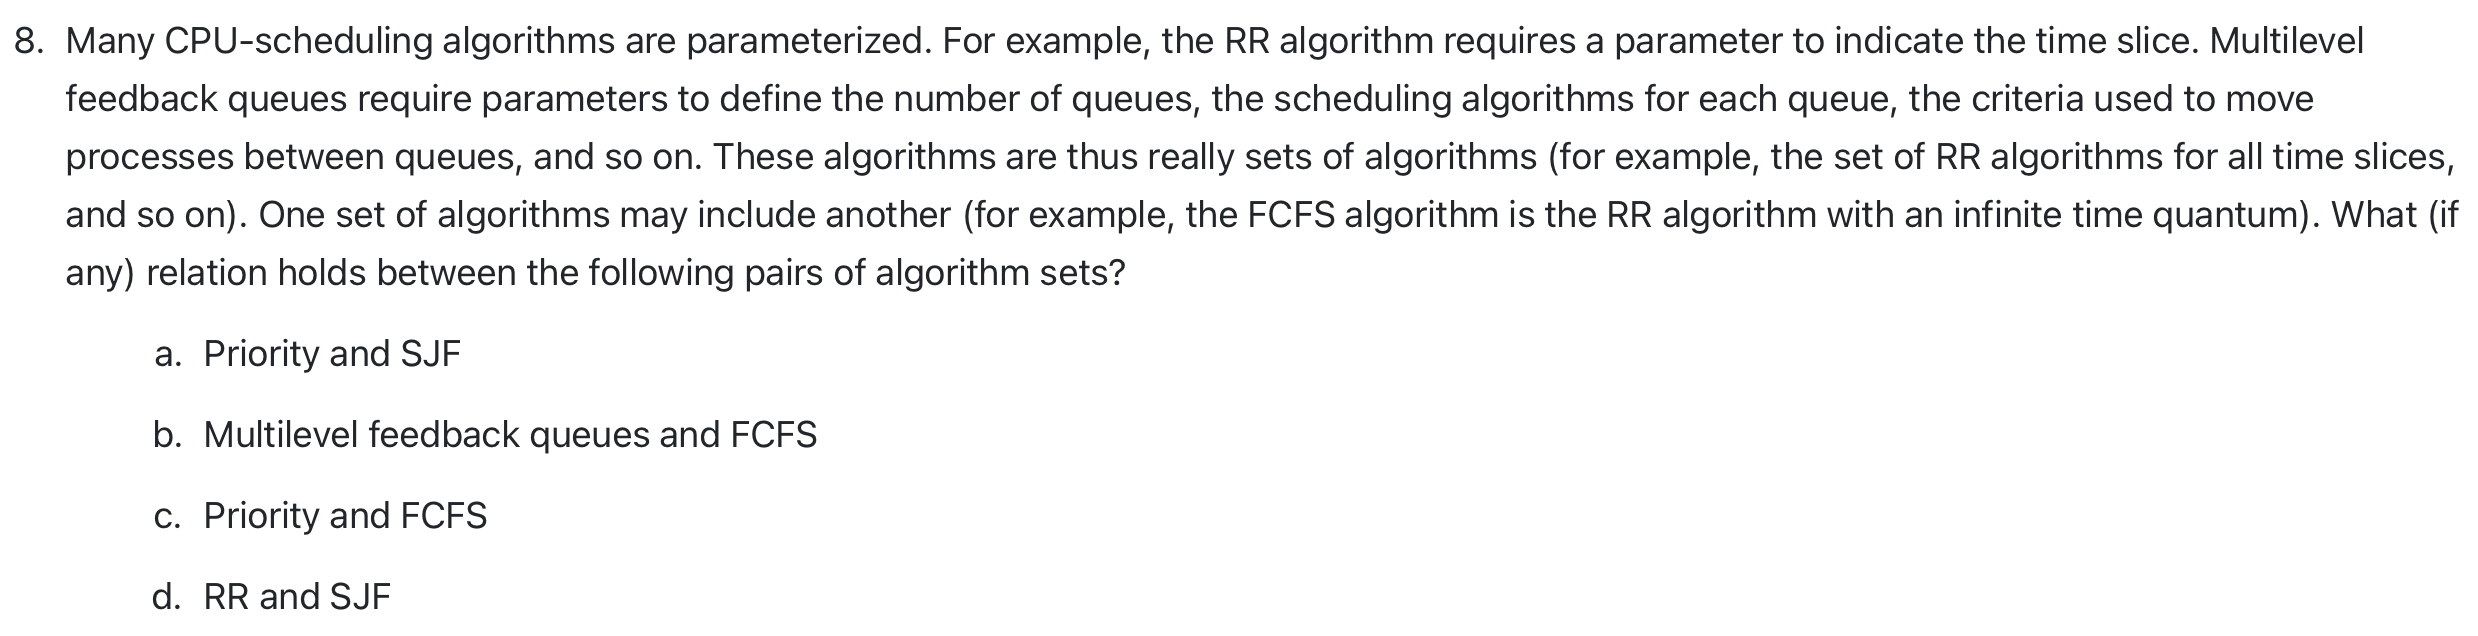 8. Many CPU-scheduling algorithms are parameterized. For example, the RR algorithm requires a parameter to indicate the time slice. Multilevel
feedback queues require parameters to define the number of queues, the scheduling algorithms for each queue, the criteria used to move
processes between queues, and so on. These algorithms are thus really sets of algorithms (for example, the set of RR algorithms for all time slices,
and so on). One set of algorithms may include another (for example, the FCFS algorithm is the RR algorithm with an infinite time quantum). What (if
any) relation holds between the following pairs of algorithm sets?
a. Priority and SJF
b. Multilevel feedback queues and FCFS
c. Priority and FCFS
d. RR and SJF